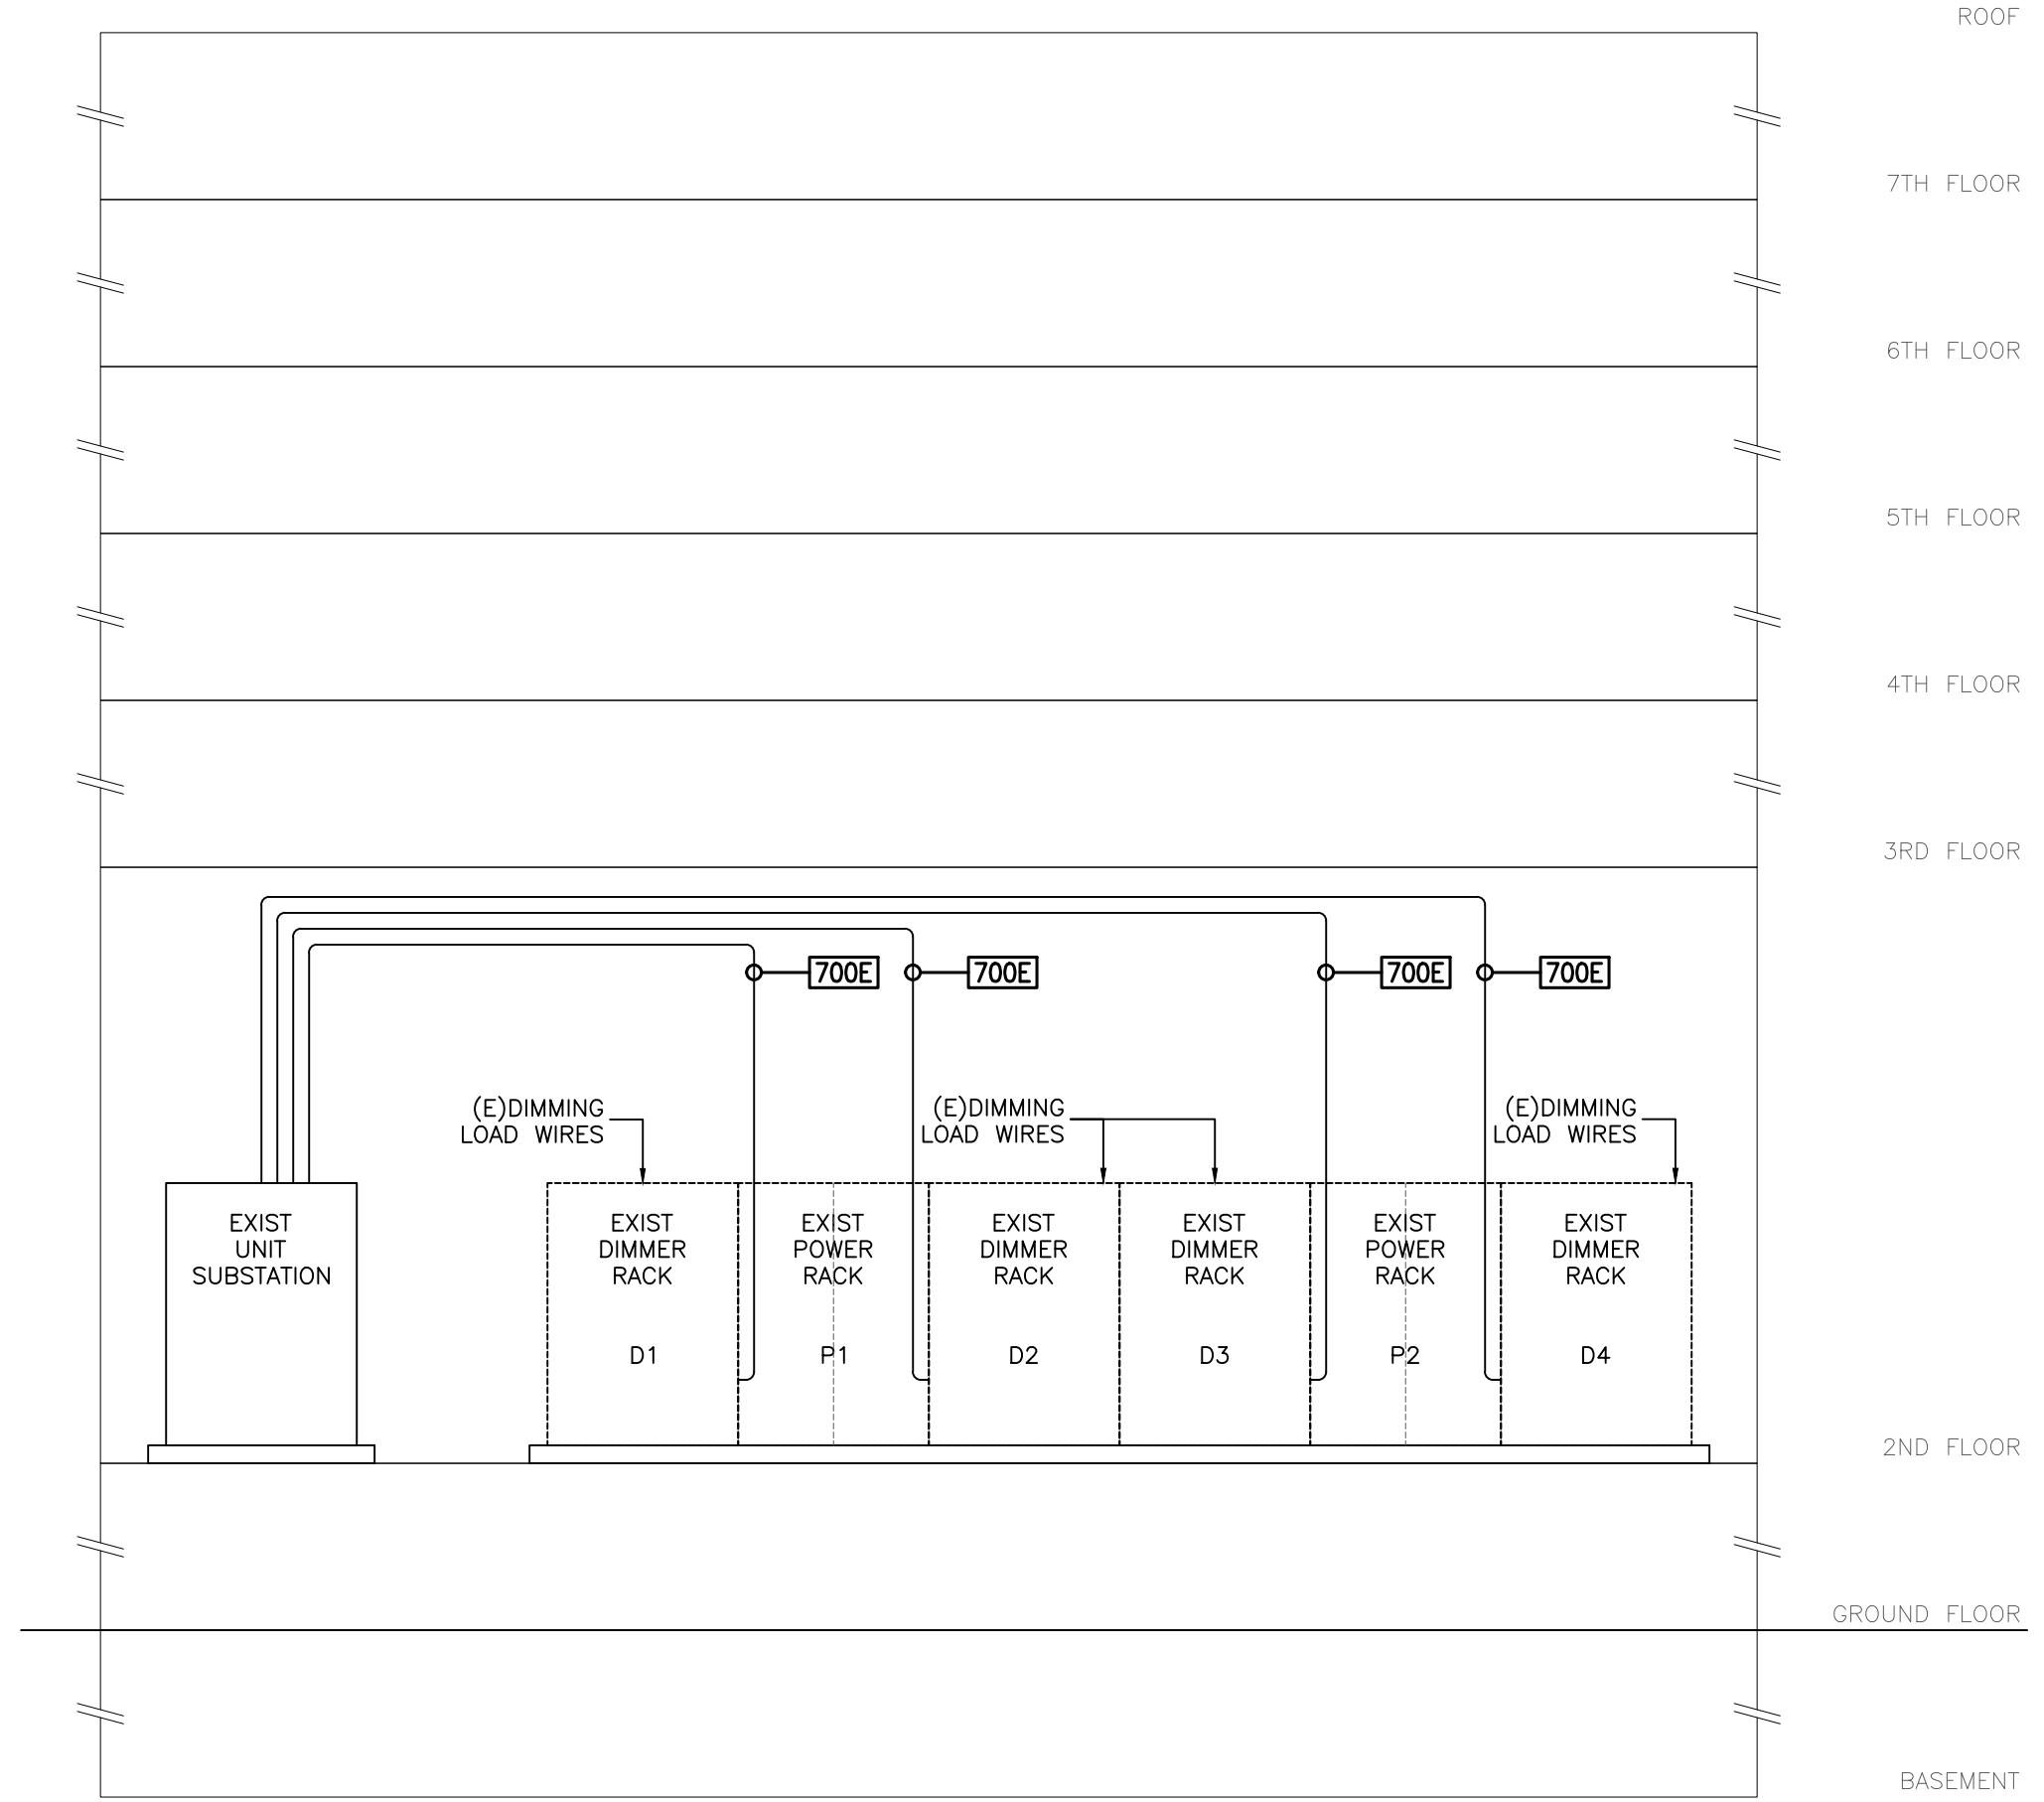 ROOF
7TH FLOOR
6TH FLOOR
5TH FLOOR
4TH FLOOR
3RD FLOOR
700E
700E
700E
700E
(E)DIMMING
LOAD WIRES
(E)DIMMING
LOAD WIRES
(E)DIMMING
LOAD WIRES
EXIST
UNIT
SUBSTATION
EXIST
DIMMER
RACK
D1
EXIST
POWER
RACK
P1
EXIST
DIMMER
RACK
D2
EXIST
DIMMER
RACK
D3
EXIST
POWER
RACK
P2
EXIST
DIMMER
RACK
D4
2ND FLOOR
GROUND FLOOR
BASEMENT